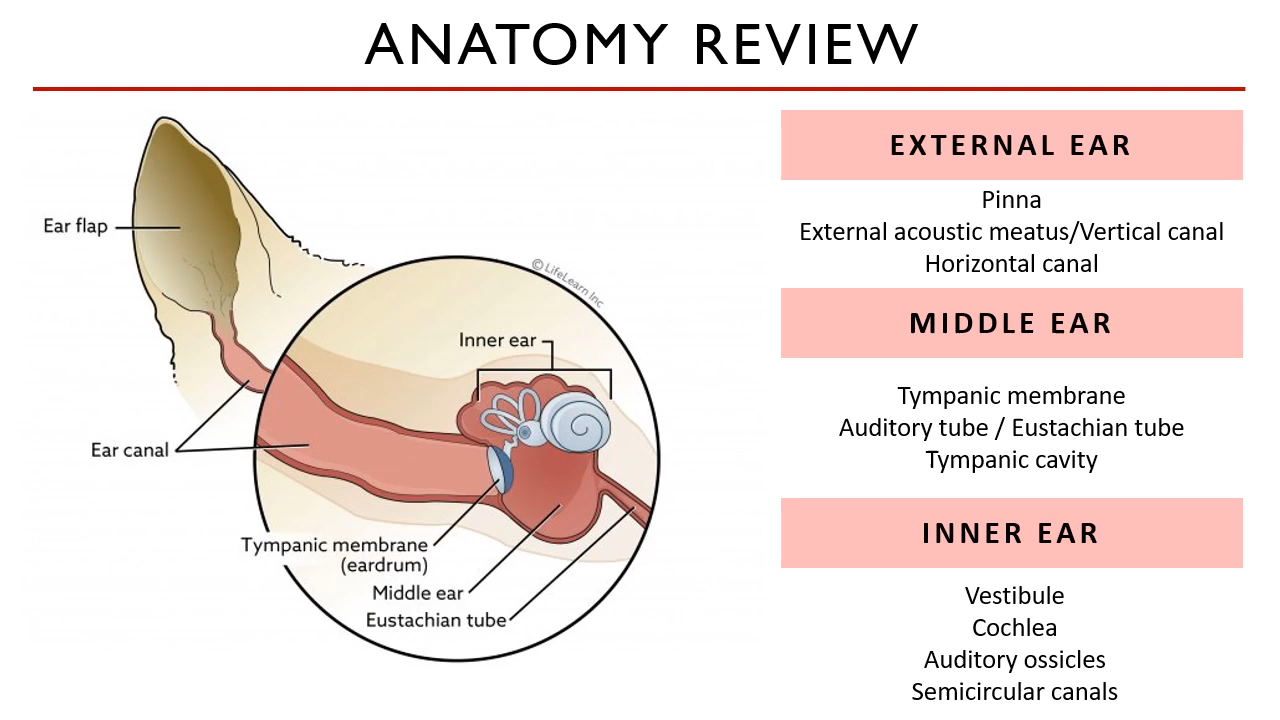 ANATOMY REVIEW
Ear flap
© LifeLearn Inc
Inner ear
Ear canal
Tympanic membrane
(eardrum)
Middle ear
Eustachian tube
EXTERNAL EAR
Pinna
External acoustic meatus/Vertical canal
Horizontal canal
MIDDLE EAR
Tympanic membrane
Auditory tube / Eustachian tube
Tympanic cavity
INNER EAR
Vestibule
Cochlea
Auditory ossicles
Semicircular canals